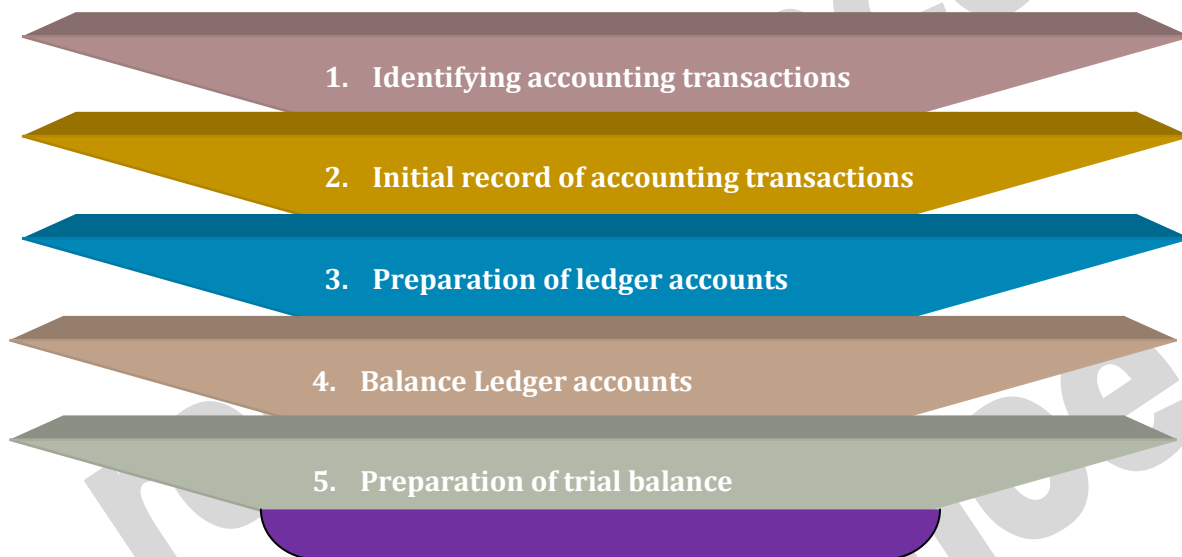 1. Identifying accounting transactions
2. Initial record of accounting transactions
3. Preparation of ledger accounts
4. Balance Ledger accounts
5. Preparation of trial balance